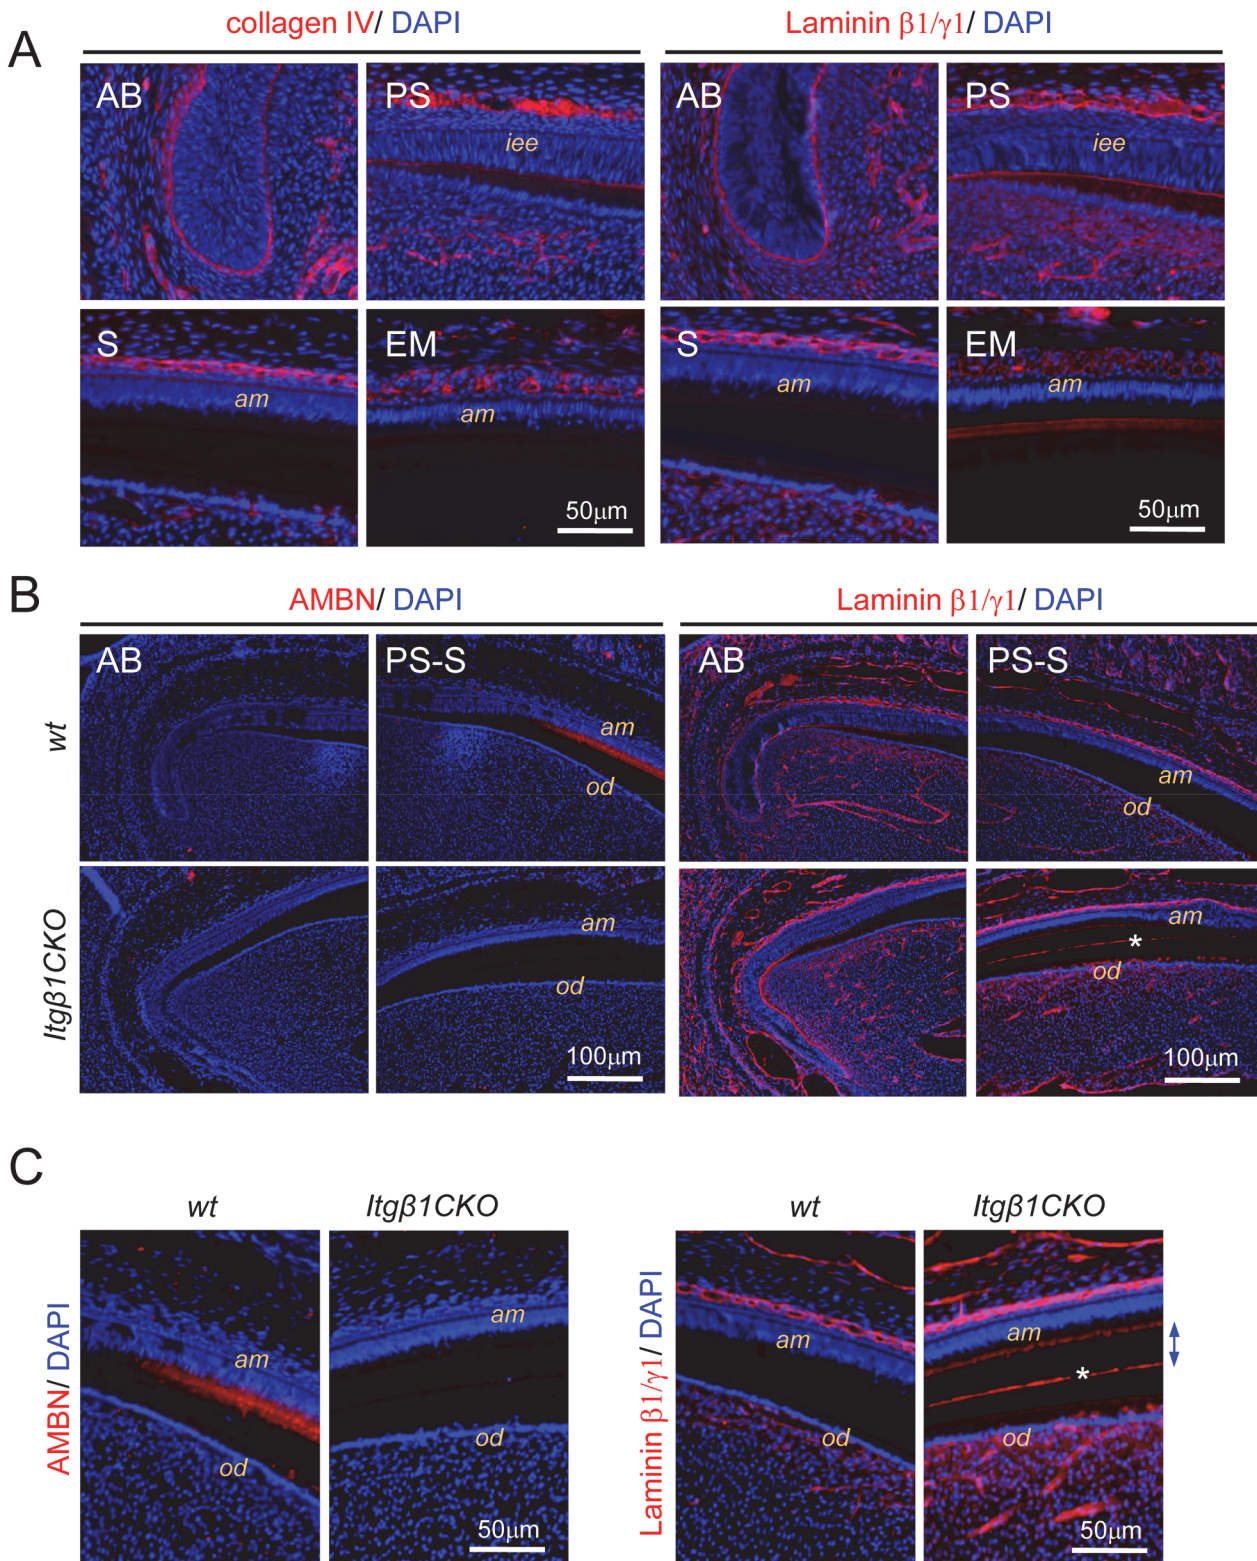 A
collagen IV/ DAPI
Laminin β1/γ1/ DAPI
AB
PS
iee
AB
PS
iee
S
am
EM
am
50μm
S
am
EM
am
50μm
B
AMBN/ DAPI
Laminin β1/γ1/ DAPI
wt
AB
PS-S
am
od
AB
PS-S
am
od
Itgβ1CKO
am
od
100μm
am
*
od
100μm
C
wt
Itgβ1CKO
wt
Itgβ1CKO
AMBN/ DAPI
am
od
am
od
50μm
Laminin β1/γ1/ DAPI
am
od
am
*
od
50μm